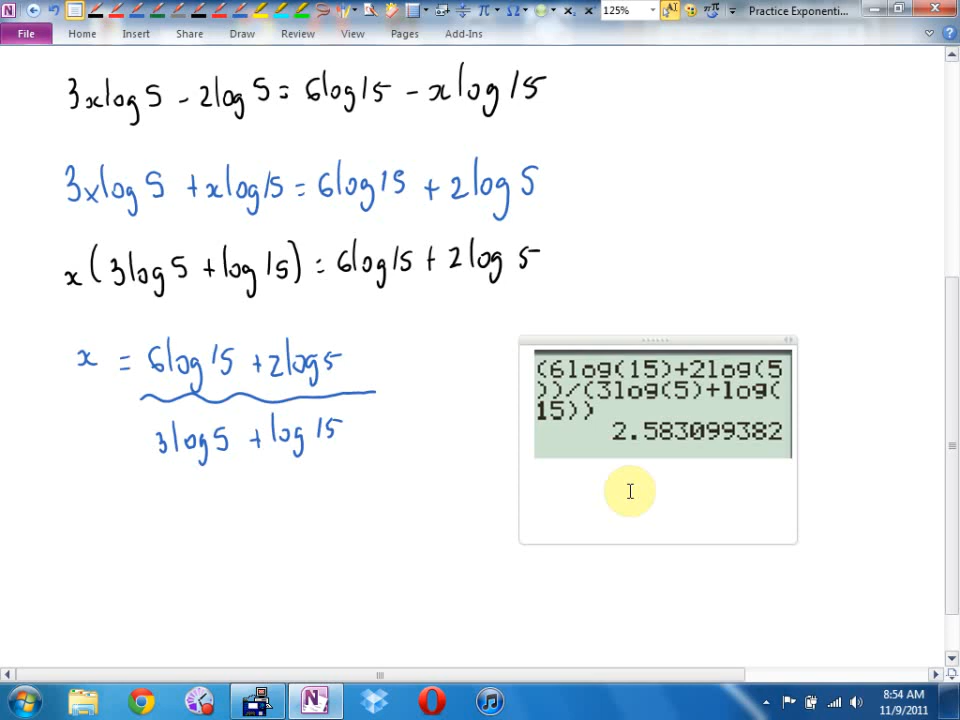 125%
Practice Exponenti...
File Home Insert Share Draw Review View Pages Add-Ins
3xlog5 - 2log5 = 6log15 - xlog15
3xlog5 + xlog15 = 6log15 + 2log5
x(3log5 + log15) = 6log15 + 2log5
x = 6log15 + 2log5
3log5 + log15
(6log(15)+2log(5
))/(3log(5)+log(
15))
2.583099382
8:54 AM
11/9/2011